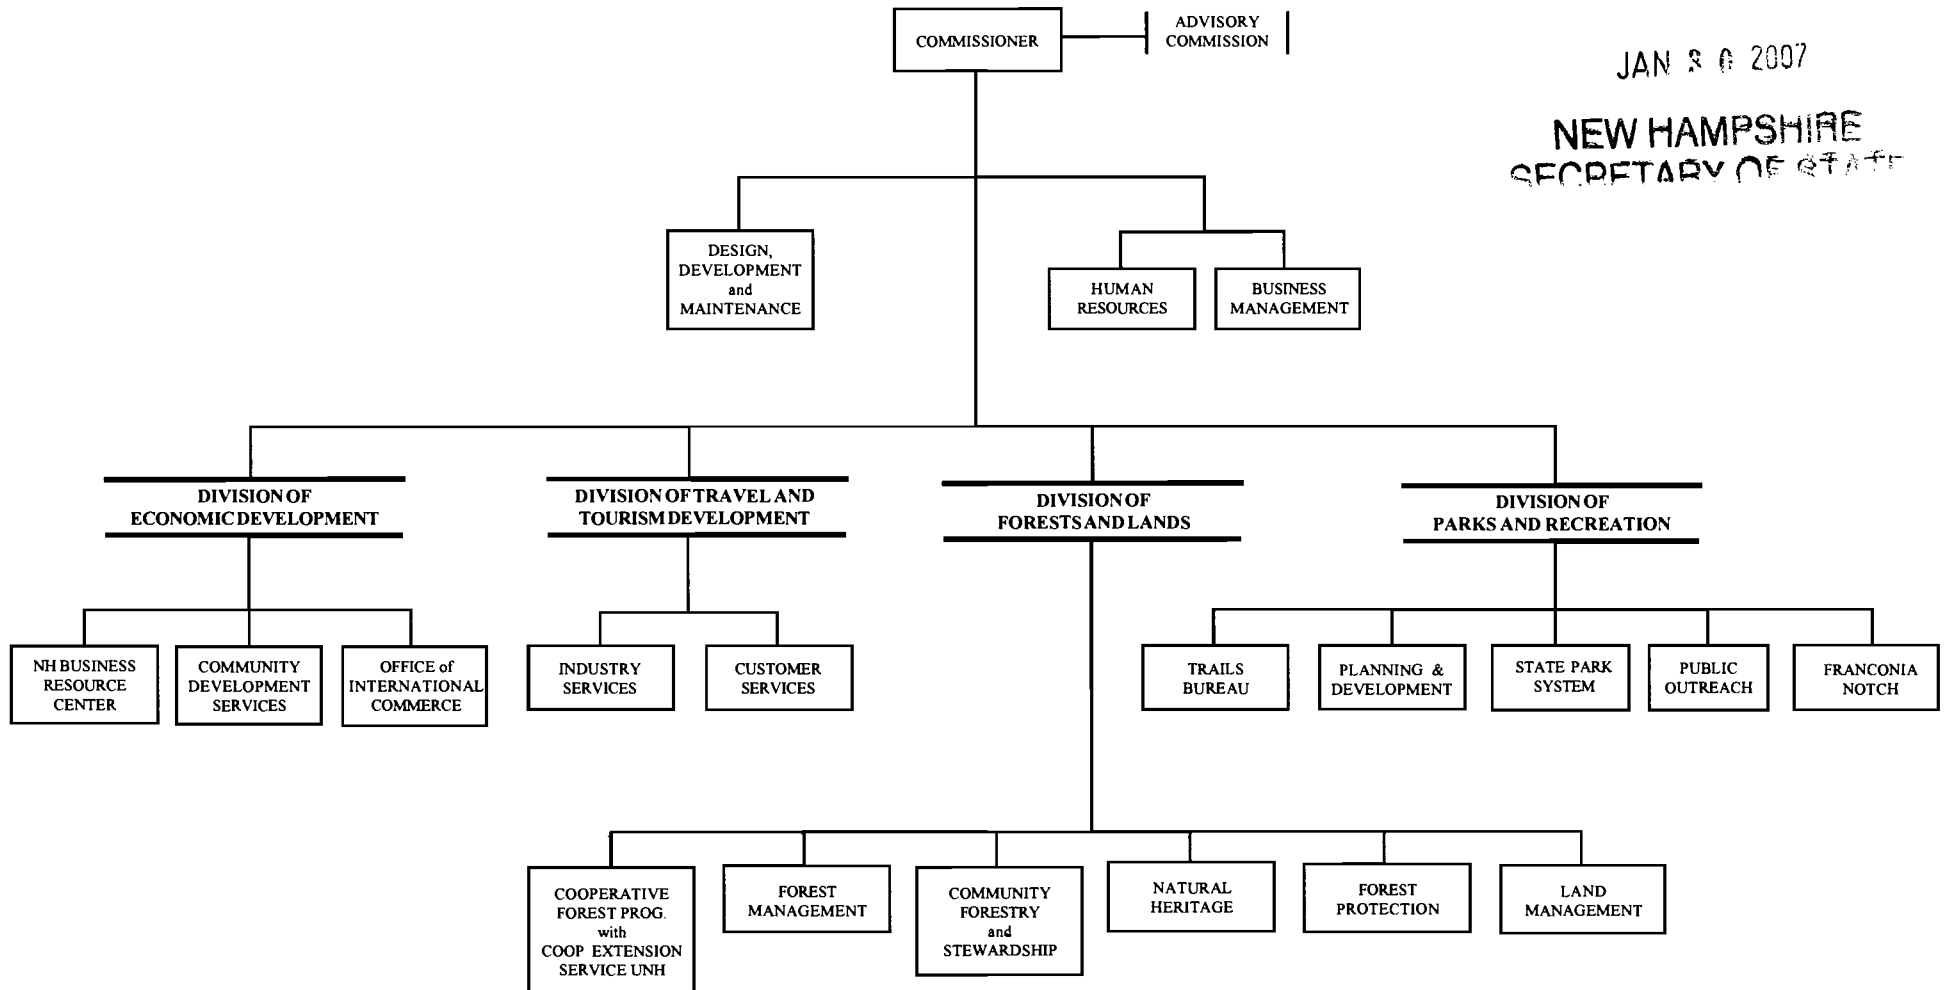 COMMISSIONER
ADVISORY
COMMISSION
JAN 30 2007
NEW HAMPSHIRE
SECRETARY OF STATE
DESIGN,
DEVELOPMENT
and
MAINTENANCE
HUMAN
RESOURCES
BUSINESS
MANAGEMENT
DIVISION OF
ECONOMIC DEVELOPMENT
DIVISION OF TRAVEL AND
TOURISM DEVELOPMENT
DIVISION OF
FORESTS AND LANDS
DIVISION OF
PARKS AND RECREATION
NH BUSINESS
RESOURCE
CENTER
COMMUNITY
DEVELOPMENT
SERVICES
OFFICE of
INTERNATIONAL
COMMERCE
INDUSTRY
SERVICES
CUSTOMER
SERVICES
TRAILS
BUREAU
PLANNING &
DEVELOPMENT
STATE PARK
SYSTEM
PUBLIC
OUTREACH
FRANCONIA
NOTCH
COOPERATIVE
FOREST PROG.
with
COOP EXTENSION
SERVICE UNH
FOREST
MANAGEMENT
COMMUNITY
FORESTRY
and
STEWARDSHIP
NATURAL
HERITAGE
FOREST
PROTECTION
LAND
MANAGEMENT